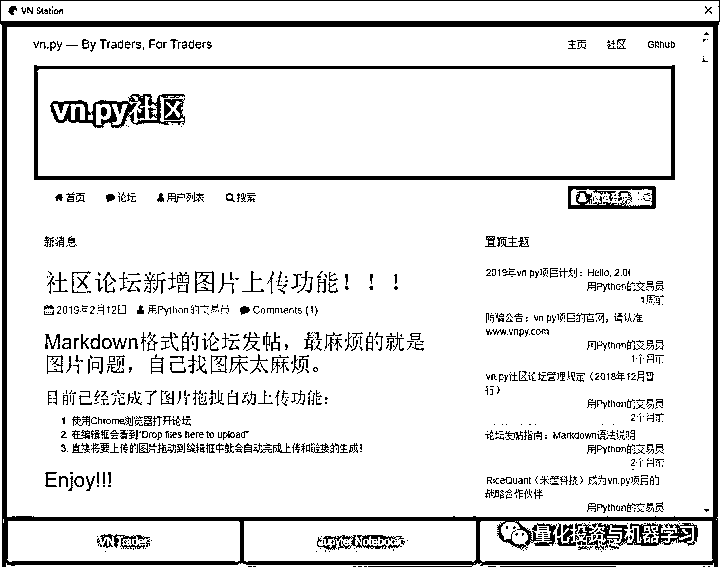 VN Station
vn.py — By Traders, For Traders
主页 社区 Github
vn.py社区
首页 论坛 用户列表 搜索
新消息
社区论坛新增图片上传功能！！！
2019年2月12日 用Python的交易员 Comments (1)
Markdown格式的论坛发帖，最麻烦的就是
图片问题，自己找图床太麻烦。
目前已经完成了图片拖拽自动上传功能：
1. 使用Chrome浏览器打开论坛
2. 在编辑框会看到"Drop files here to upload"
3. 直接将要上传的图片拖动到编辑框中就会自动完成上传和链接的生成！
Enjoy!!!
置顶主题
2019年vn.py项目计划：Hello, 2.0!
用Python的交易员
1周前
防骗公告：vn.py项目的官网，请认准
www.vnpy.com
用Python的交易员
1个月前
vn.py社区论坛管理规定（2018年12月暂
行）
用Python的交易员
2个月前
论坛发帖指南：Markdown语法说明
用Python的交易员
2个月前
RiceQuant（米筐科技）成为vn.py项目的
战略合作伙伴
用Python的交易员
VN Trader
Jupyter Notebook
量化投资与机器学习